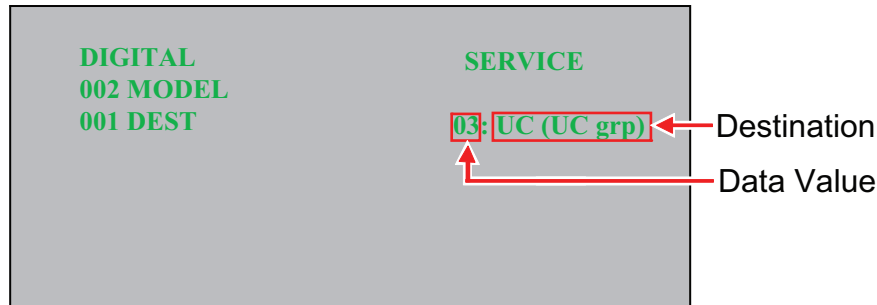 DIGITAL SERVICE
002 MODEL
001 DEST 03: UC (UC grp) Destination
Data Value